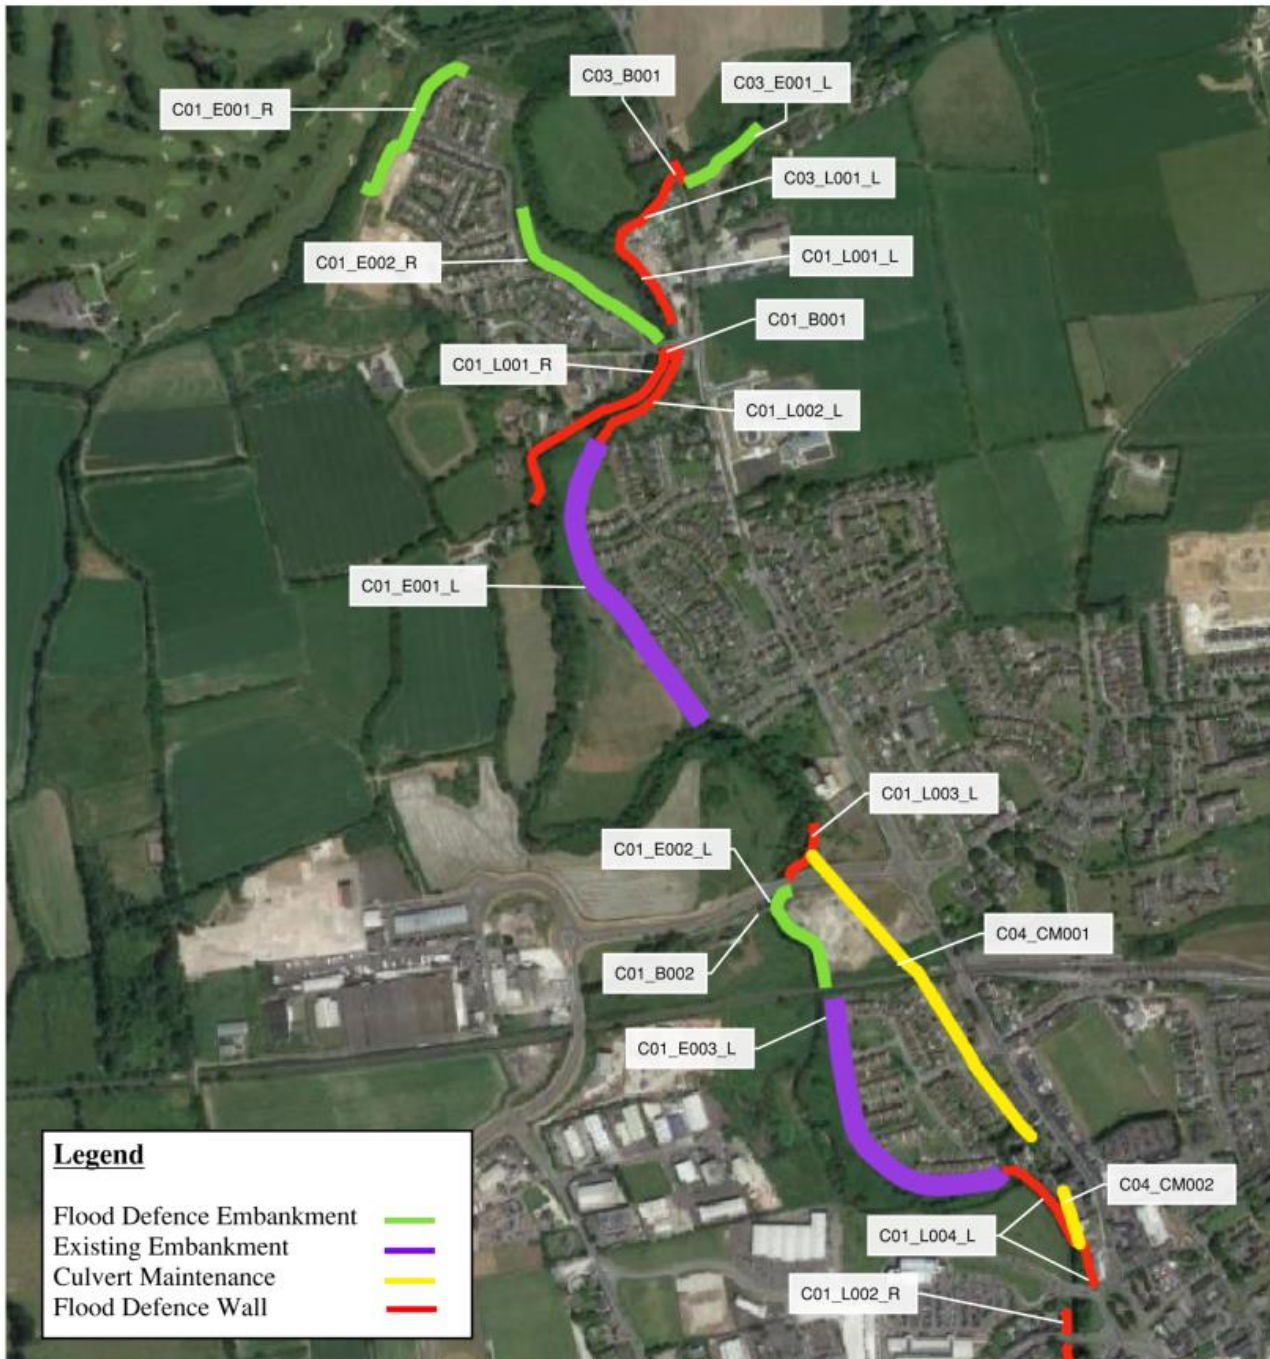 C03_B001
C03_E001_L
C01_E001_R
C03_L001_L
C01_E002_R
C01_L001_L
C01_B001
C01_L001_R
C01_L002_L
C01_E001_L
C01_L003_L
C01_E002_L
C04_CM001
C01_B002
C01_E003_L
C04_CM002
C01_L004_L
C01_L002_R
Legend
Flood Defence Embankment
Existing Embankment
Culvert Maintenance
Flood Defence Wall